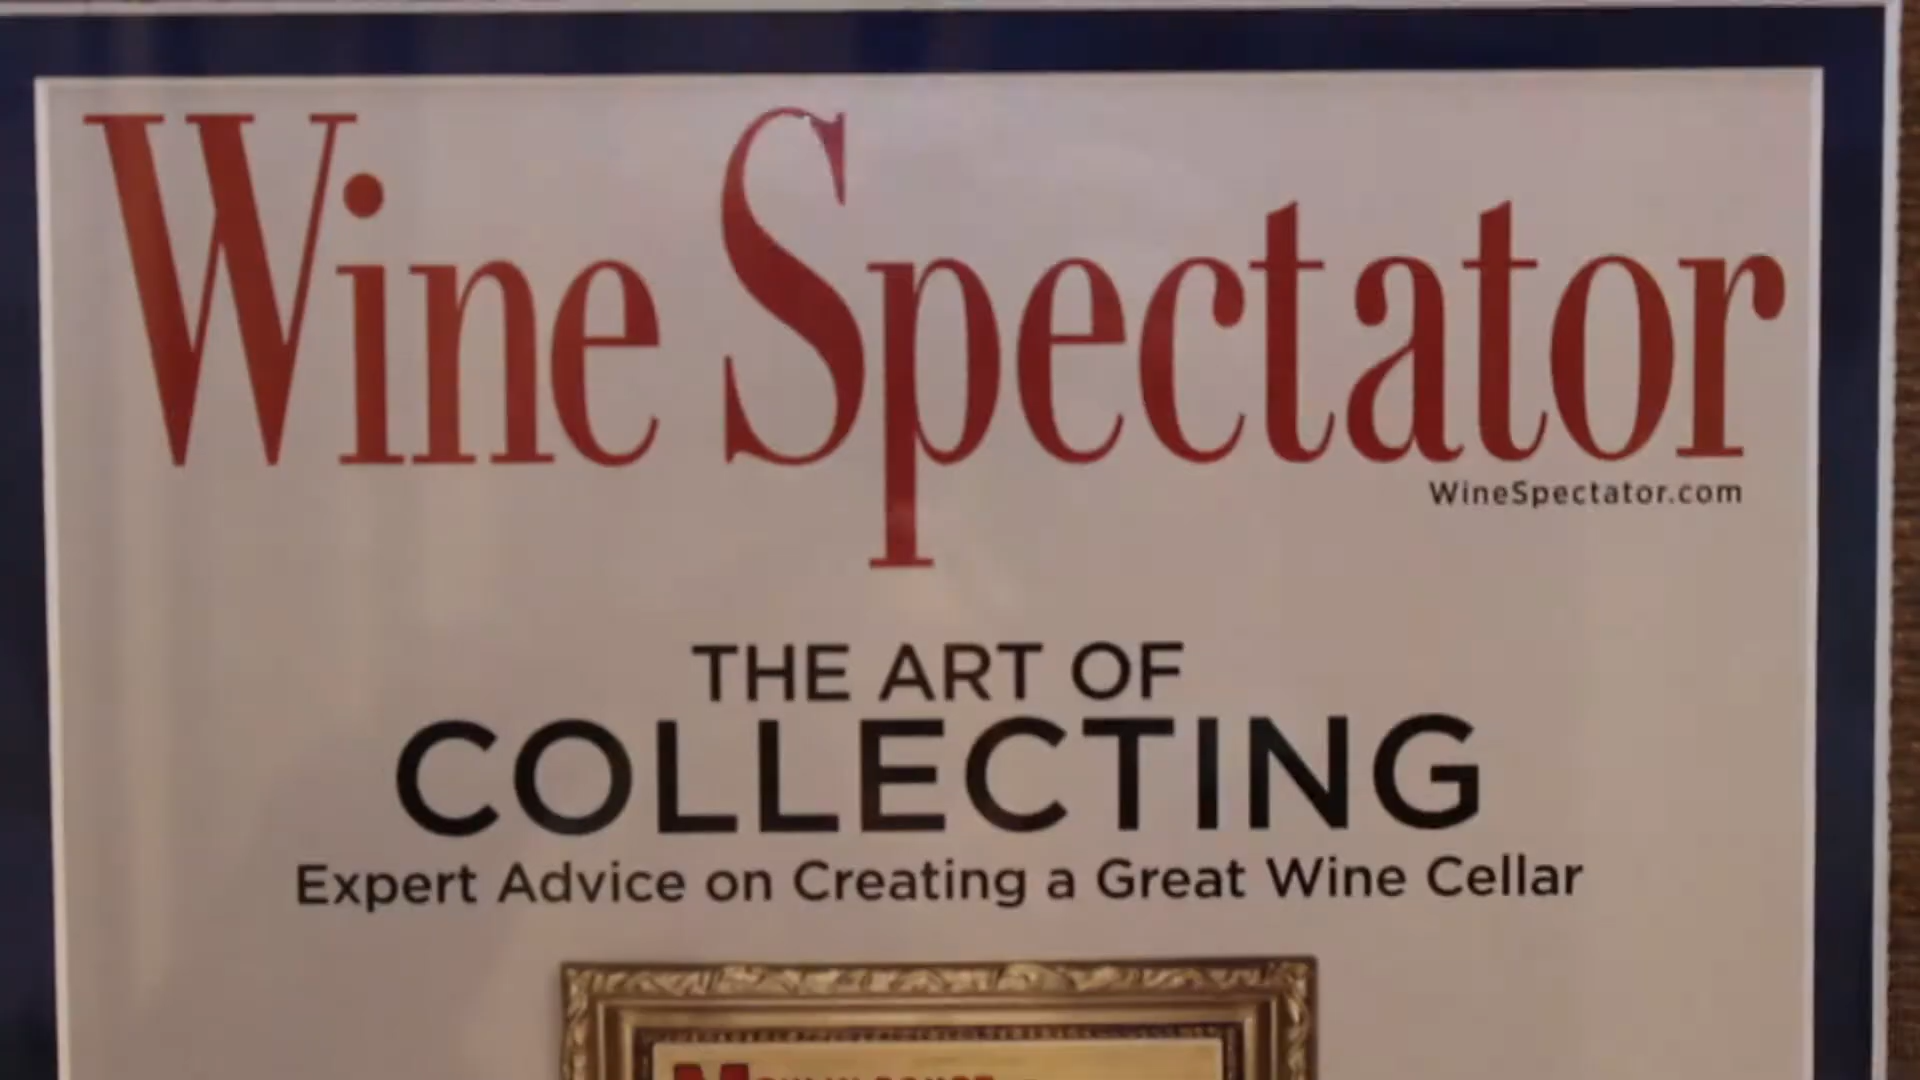 Wine Spectator
WineSpectator.com
THE ART OF
COLLECTING
Expert Advice on Creating a Great Wine Cellar